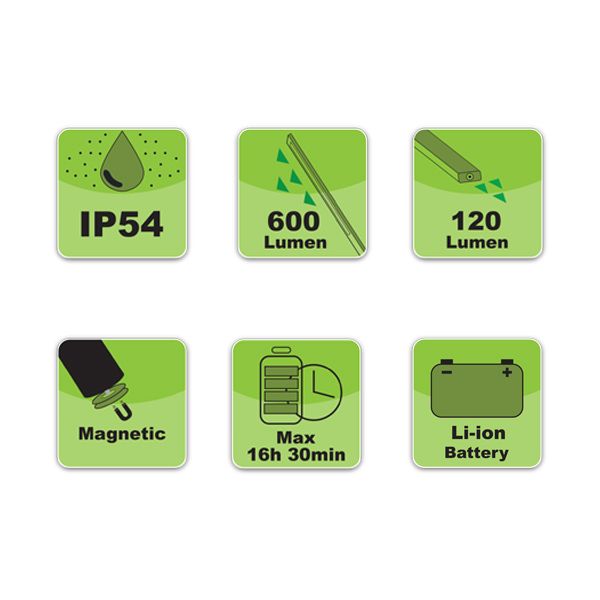 IP54
600
Lumen
120
Lumen
Magnetic
Max
16h 30min
Li-ion
Battery